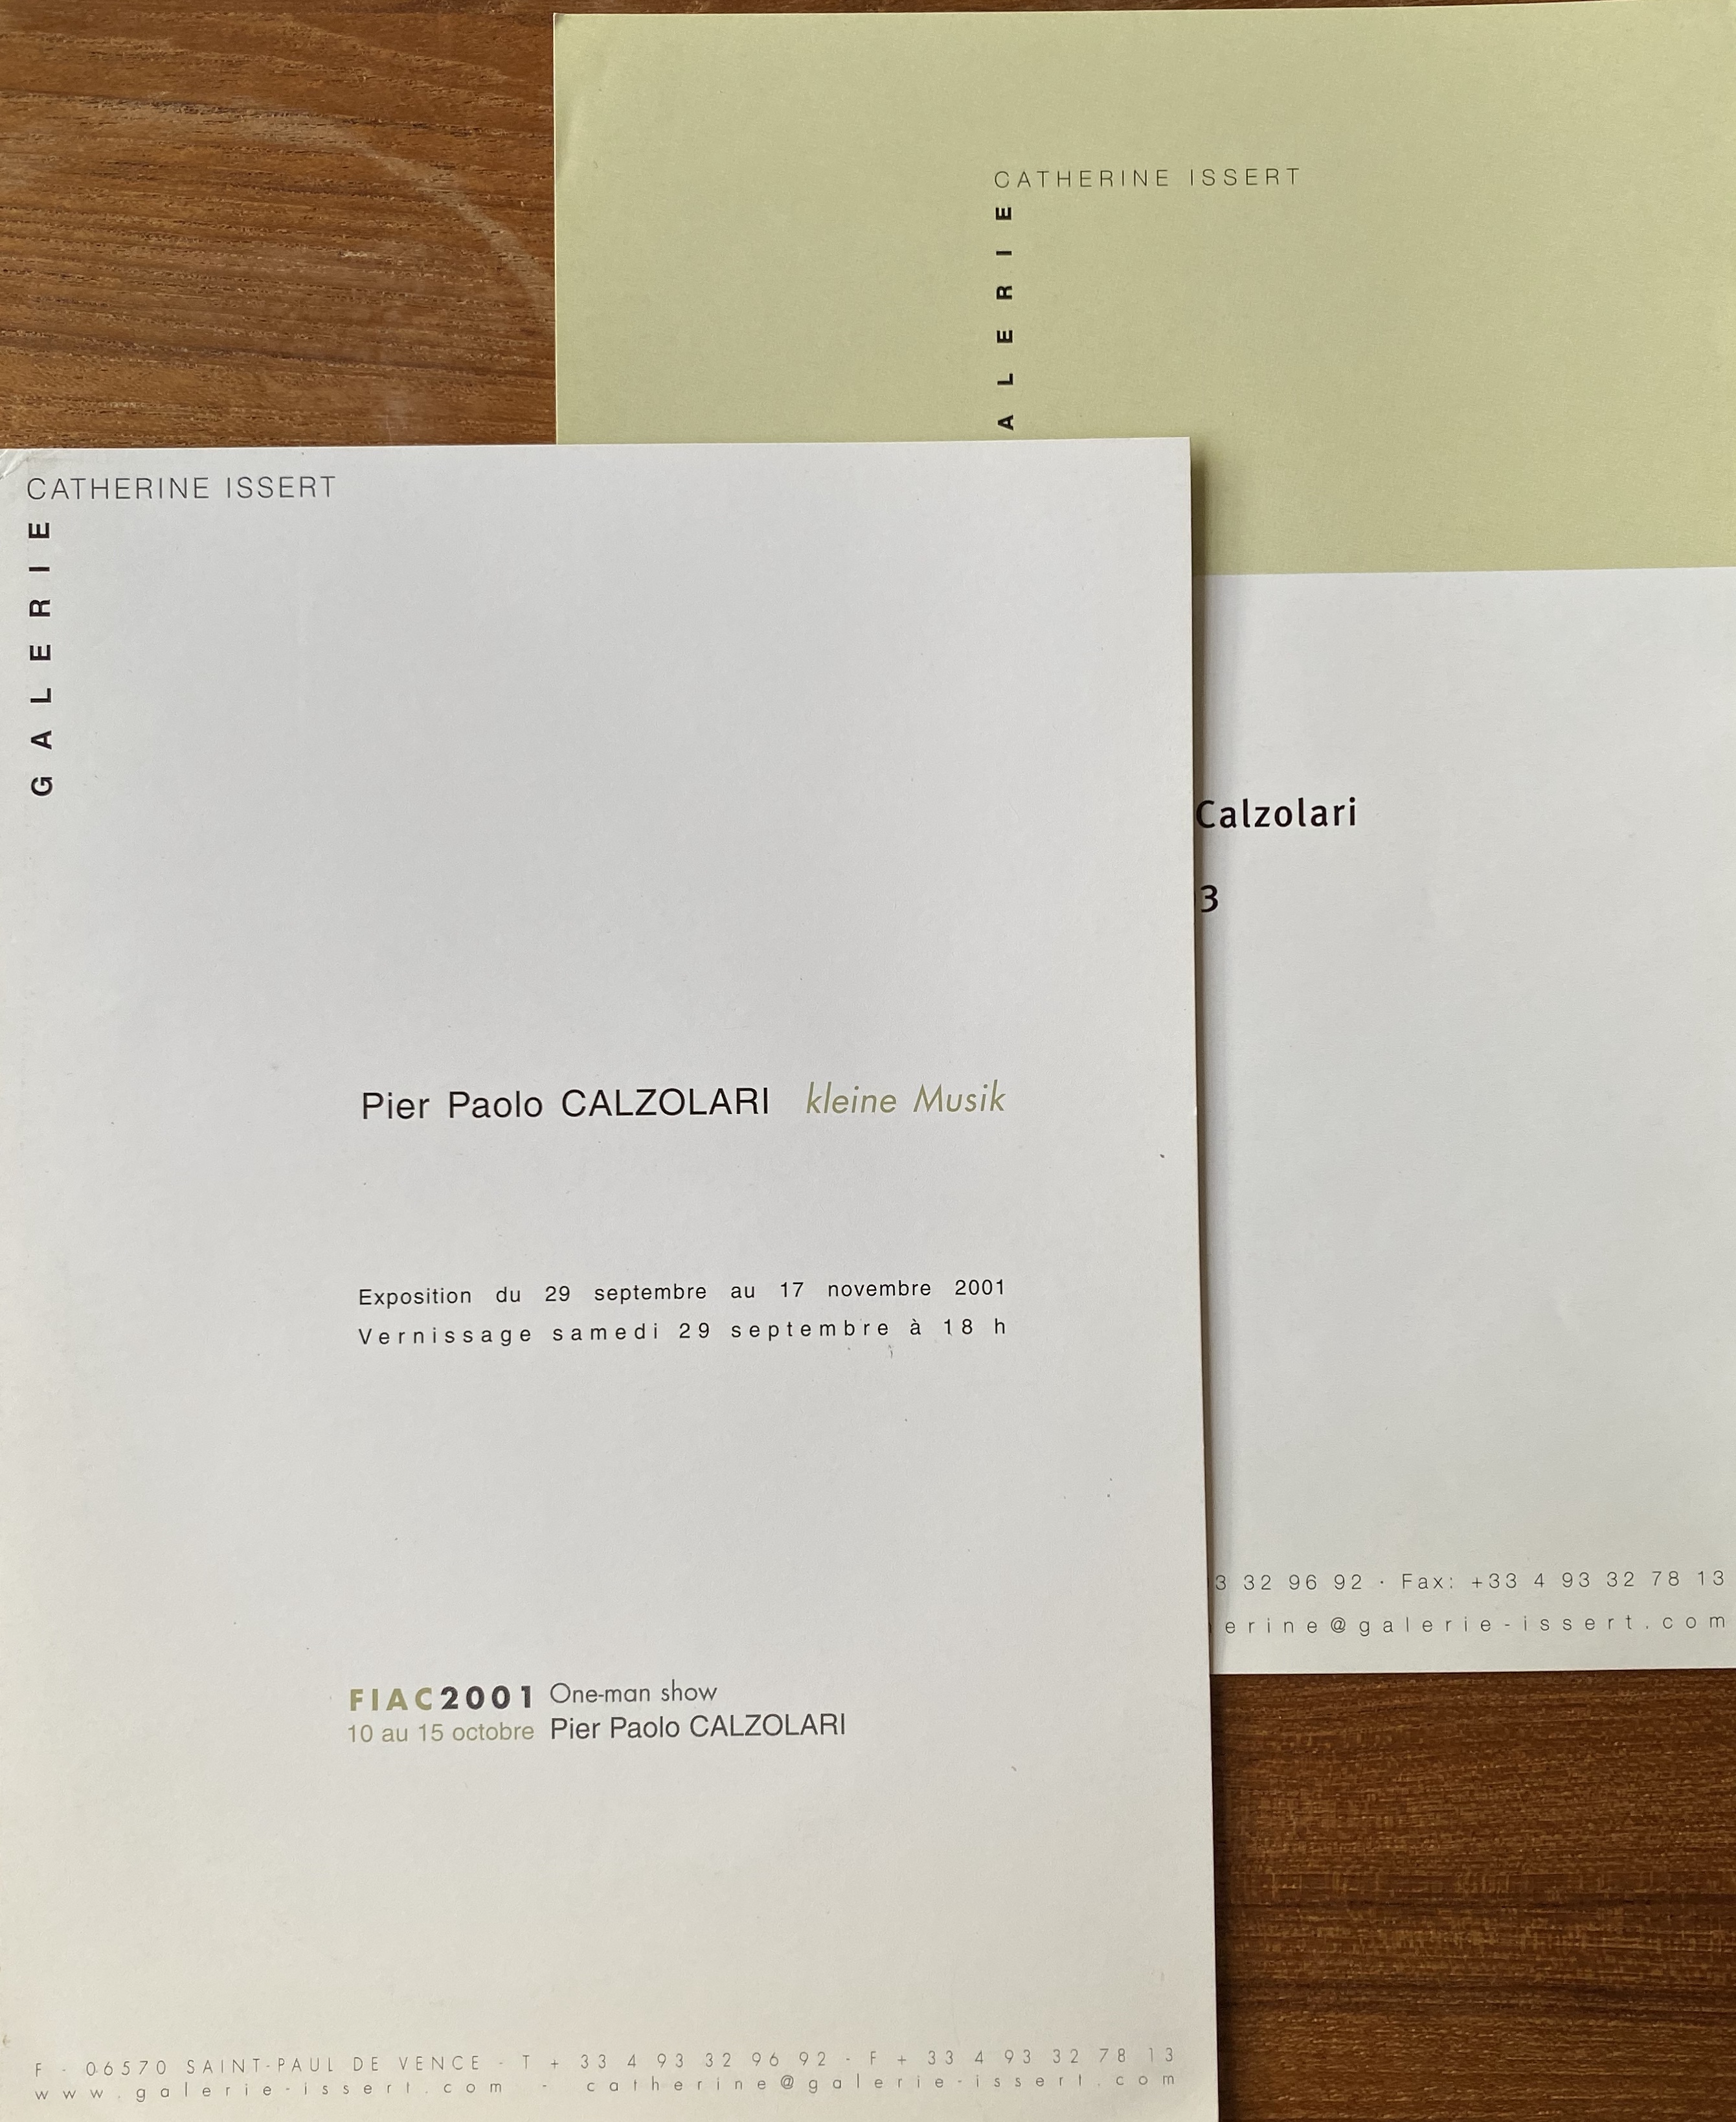 CATHERINE ISSERT
ALERIE
Calzolari
3
3 32 96 92 · Fax: +33 4 93 32 78 13
erine@galerie-issert.com
CATHERINE ISSERT
GALERIE
Pier Paolo CALZOLARI kleine Musik
Exposition du 29 septembre au 17 novembre 2001
Vernissage samedi 29 septembre à 18 h
FIAC2001 One-man show
10 au 15 octobre Pier Paolo CALZOLARI
F - 06570 SAINT-PAUL DE VENCE - T + 33 4 93 32 96 92 - F + 33 4 93 32 78 13
www.galerie-issert.com - catherine@galerie-issert.com